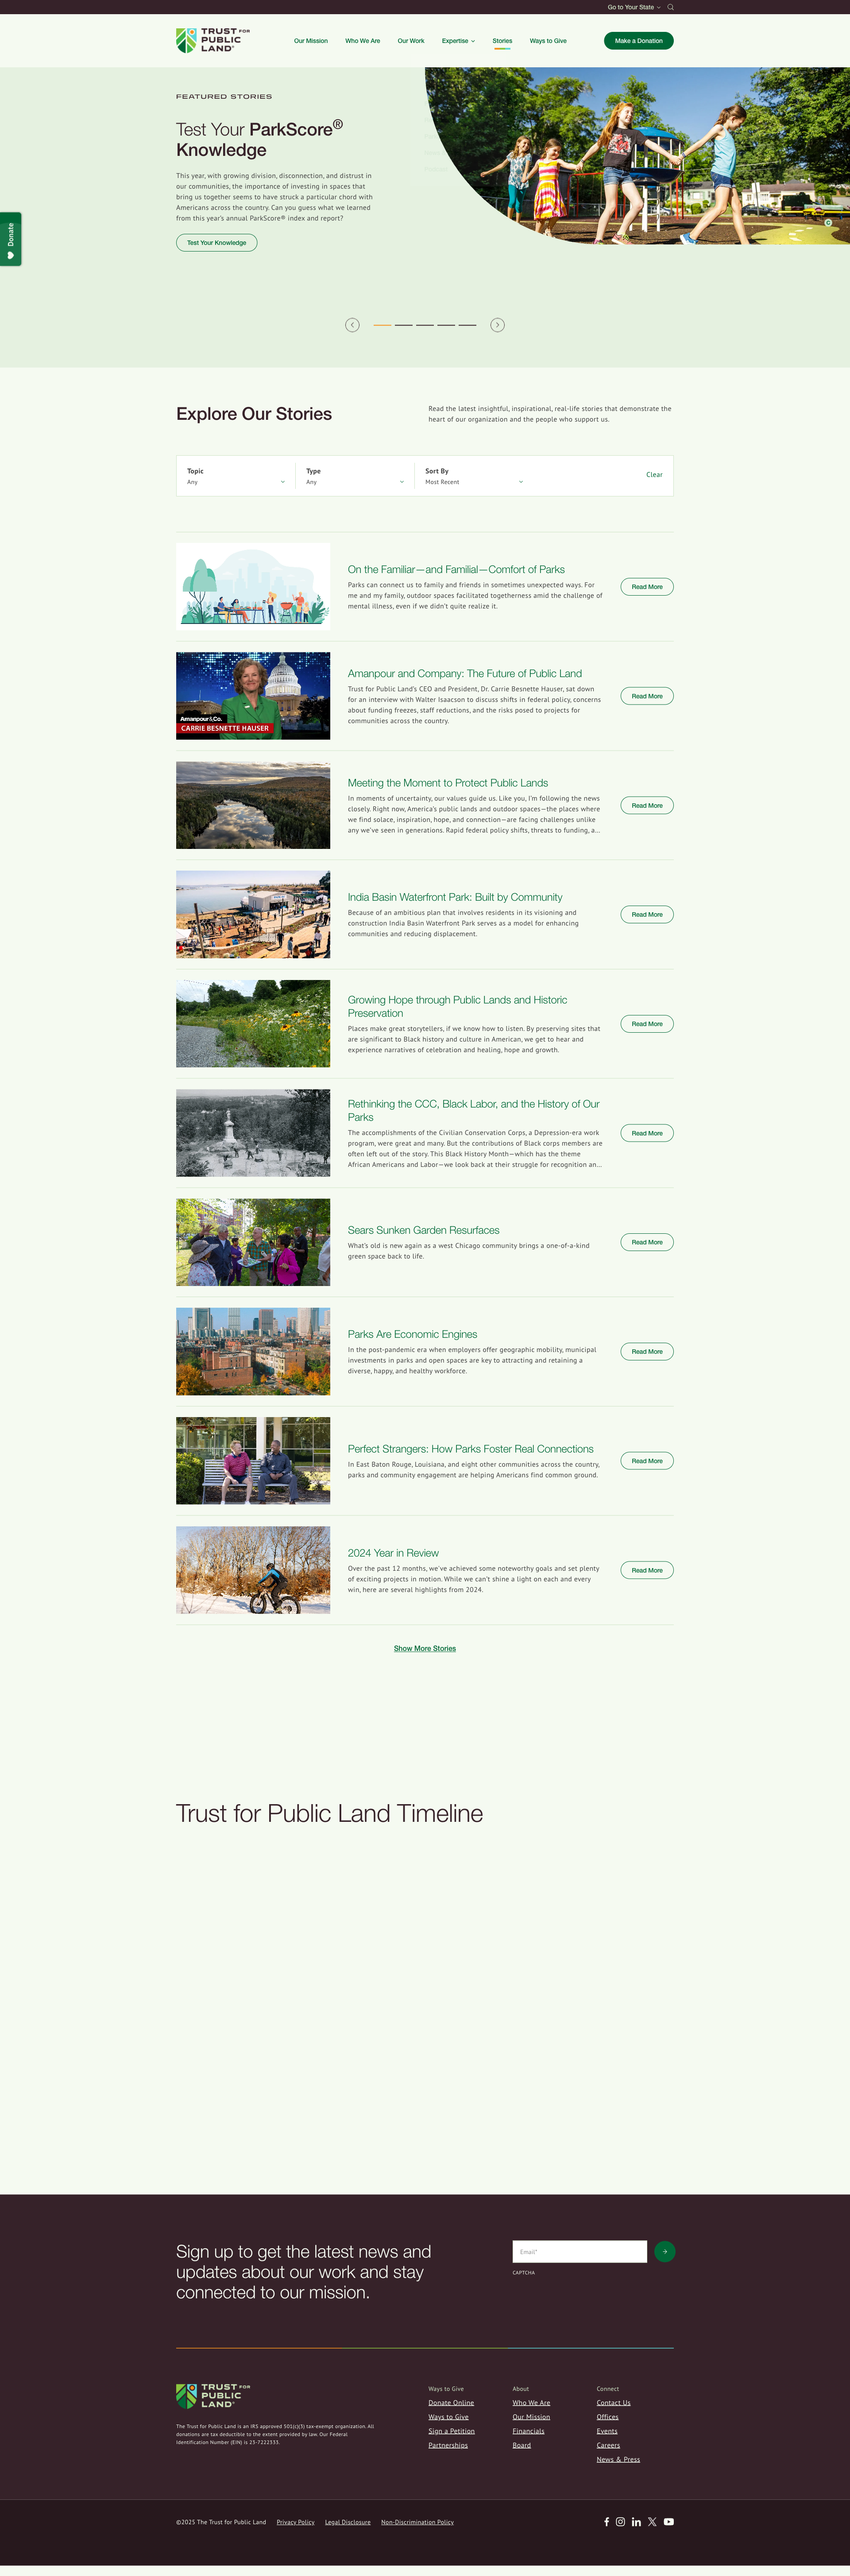 Go to Your State
TRUST FOR
PUBLIC
LAND®
Our Mission
Who We Are
Our Work
Expertise
Stories
Ways to Give
Make a Donation
FEATURED STORIES
Test Your ParkScore®
Knowledge
This year, with growing division, disconnection, and distrust in
our communities, the importance of investing in spaces that
bring us together seems to have struck a particular chord with
Americans across the country. Can you guess what we learned
from this year's annual ParkScore® index and report?
Test Your Knowledge
Donate
Explore Our Stories
Read the latest insightful, inspirational, real-life stories that demonstrate the
heart of our organization and the people who support us.
Topic
Any
Type
Any
Sort By
Most Recent
Clear
On the Familiar—and Familial—Comfort of Parks
Parks can connect us to family and friends in sometimes unexpected ways. For
me and my family, outdoor spaces facilitated togetherness amid the challenge of
mental illness, even if we didn't quite realize it.
Read More
Amanpour&Co.
CARRIE BESNETTE HAUSER
Amanpour and Company: The Future of Public Land
Trust for Public Land's CEO and President, Dr. Carrie Besnette Hauser, sat down
for an interview with Walter Isaacson to discuss shifts in federal policy, concerns
about funding freezes, staff reductions, and the risks posed to projects for
communities across the country.
Read More
Meeting the Moment to Protect Public Lands
In moments of uncertainty, our values guide us. Like you, I'm following the news
closely. Right now, America's public lands and outdoor spaces—the places where
we find solace, inspiration, hope, and connection—are facing challenges unlike
any we've seen in generations. Rapid federal policy shifts, threats to funding, a...
Read More
India Basin Waterfront Park: Built by Community
Because of an ambitious plan that involves residents in its visioning and
construction India Basin Waterfront Park serves as a model for enhancing
communities and reducing displacement.
Read More
Growing Hope through Public Lands and Historic
Preservation
Places make great storytellers, if we know how to listen. By preserving sites that
are significant to Black history and culture in American, we get to hear and
experience narratives of celebration and healing, hope and growth.
Read More
Rethinking the CCC, Black Labor, and the History of Our
Parks
The accomplishments of the Civilian Conservation Corps, a Depression-era work
program, were great and many. But the contributions of Black corps members are
often left out of the story. This Black History Month—which has the theme
African Americans and Labor—we look back at their struggle for recognition an...
Read More
Sears Sunken Garden Resurfaces
What's old is new again as a west Chicago community brings a one-of-a-kind
green space back to life.
Read More
Parks Are Economic Engines
In the post-pandemic era when employers offer geographic mobility, municipal
investments in parks and open spaces are key to attracting and retaining a
diverse, happy, and healthy workforce.
Read More
Perfect Strangers: How Parks Foster Real Connections
In East Baton Rouge, Louisiana, and eight other communities across the country,
parks and community engagement are helping Americans find common ground.
Read More
2024 Year in Review
Over the past 12 months, we've achieved some noteworthy goals and set plenty
of exciting projects in motion. While we can't shine a light on each and every
win, here are several highlights from 2024.
Read More
Show More Stories
Trust for Public Land Timeline
Sign up to get the latest news and
updates about our work and stay
connected to our mission.
Email*
CAPTCHA
TRUST FOR
PUBLIC
LAND®
The Trust for Public Land is an IRS approved 501(c)(3) tax-exempt organization. All
donations are tax deductible to the extent provided by law. Our Federal
Identification Number (EIN) is 23-7222333.
Ways to Give
Donate Online
Ways to Give
Sign a Petition
Partnerships
About
Who We Are
Our Mission
Financials
Board
Connect
Contact Us
Offices
Events
Careers
News & Press
©2025 The Trust for Public Land
Privacy Policy
Legal Disclosure
Non-Discrimination Policy